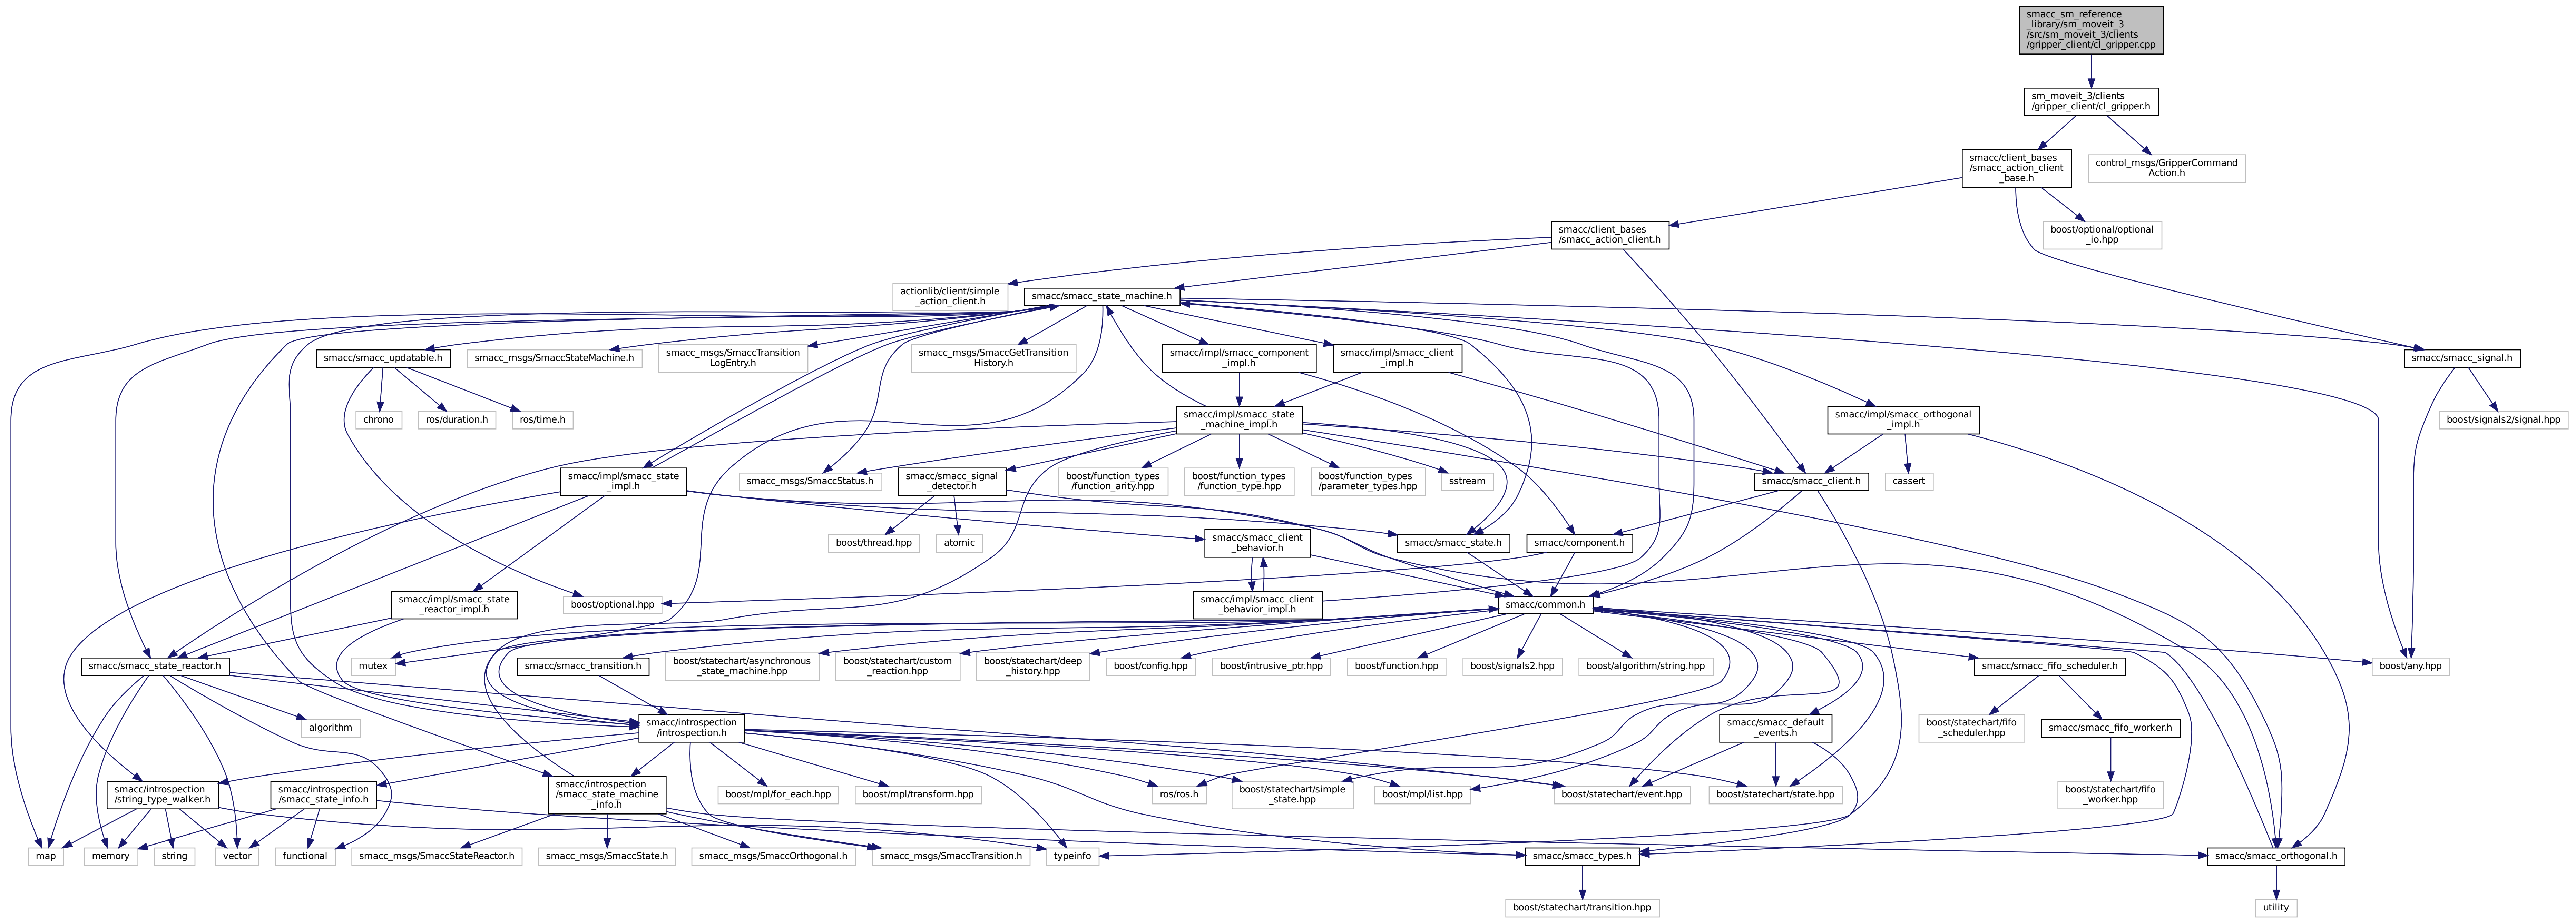 smacc_sm_reference
_library/sm_moveit_3
/src/sm_moveit_3/clients
/gripper_client/cl_gripper.cpp
sm_moveit_3/clients
/gripper_client/cl_gripper.h
smacc/client_bases
/smacc_action_client
_base.h
control_msgs/GripperCommand
Action.h
smacc/client_bases
/smacc_action_client.h
boost/optional/optional
_io.hpp
actionlib/client/simple
_action_client.h
smacc/smacc_state_machine.h
smacc/smacc_updatable.h
smacc_msgs/SmaccStateMachine.h
smacc_msgs/SmaccTransition
LogEntry.h
smacc_msgs/SmaccGetTransition
History.h
smacc/impl/smacc_component
_impl.h
smacc/impl/smacc_client
_impl.h
smacc/smacc_signal.h
chrono
ros/duration.h
ros/time.h
smacc/impl/smacc_state
_machine_impl.h
smacc/impl/smacc_orthogonal
_impl.h
boost/signals2/signal.hpp
smacc/impl/smacc_state
_impl.h
smacc_msgs/SmaccStatus.h
smacc/smacc_signal
_detector.h
boost/function_types
/function_arity.hpp
boost/function_types
/function_type.hpp
boost/function_types
/parameter_types.hpp
sstream
smacc/smacc_client.h
cassert
boost/thread.hpp
atomic
smacc/smacc_client
_behavior.h
smacc/smacc_state.h
smacc/component.h
smacc/impl/smacc_state
_reactor_impl.h
boost/optional.hpp
smacc/impl/smacc_client
_behavior_impl.h
smacc/common.h
smacc/smacc_state_reactor.h
mutex
smacc/smacc_transition.h
boost/statechart/asynchronous
_state_machine.hpp
boost/statechart/custom
_reaction.hpp
boost/statechart/deep
_history.hpp
boost/config.hpp
boost/intrusive_ptr.hpp
boost/function.hpp
boost/signals2.hpp
boost/algorithm/string.hpp
smacc/smacc_fifo_scheduler.h
boost/any.hpp
algorithm
smacc/introspection
/introspection.h
smacc/smacc_default
_events.h
boost/statechart/fifo
_scheduler.hpp
smacc/smacc_fifo_worker.h
smacc/introspection
/string_type_walker.h
smacc/introspection
/smacc_state_info.h
smacc/introspection
/smacc_state_machine
_info.h
boost/mpl/for_each.hpp
boost/mpl/transform.hpp
ros/ros.h
boost/statechart/simple
_state.hpp
boost/mpl/list.hpp
boost/statechart/event.hpp
boost/statechart/state.hpp
boost/statechart/fifo
_worker.hpp
map
memory
string
vector
functional
smacc_msgs/SmaccStateReactor.h
smacc_msgs/SmaccState.h
smacc_msgs/SmaccOrthogonal.h
smacc_msgs/SmaccTransition.h
typeinfo
smacc/smacc_types.h
smacc/smacc_orthogonal.h
boost/statechart/transition.hpp
utility